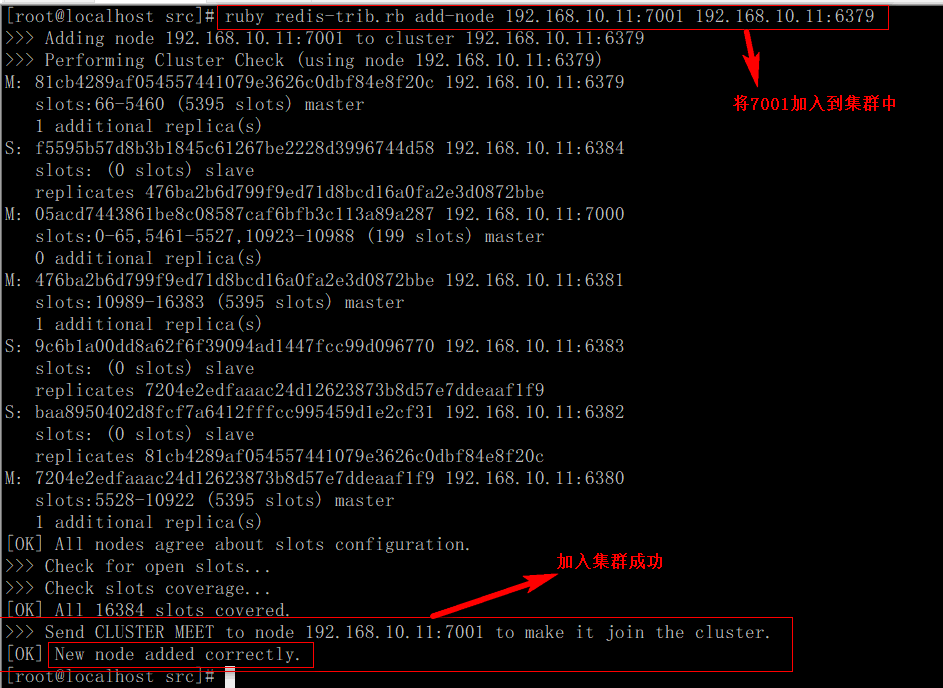 [root@localhost src]# ruby redis-trib.rb add-node 192.168.10.11:7001 192.168.10.11:6379
>>> Adding node 192.168.10.11:7001 to cluster 192.168.10.11:6379
>>> Performing Cluster Check (using node 192.168.10.11:6379)
M: 81cb4289af054557441079e3626c0dbf84e8f20c 192.168.10.11:6379
将7001加入到集群中
slots:66-5460 (5395 slots) master
1 additional replica(s)
S: f5595b57d8b3b1845c61267be2228d3996744d58 192.168.10.11:6384
slots: (0 slots) slave
replicates 476ba2b6d799f9ed71d8bcd16a0fa2e3d0872bbe
M: 05acd7443861be8c08587caf6bfb3c113a89a287 192.168.10.11:7000
slots:0-65,5461-5527,10923-10988 (199 slots) master
0 additional replica(s)
M: 476ba2b6d799f9ed71d8bcd16a0fa2e3d0872bbe 192.168.10.11:6381
slots:10989-16383 (5395 slots) master
1 additional replica(s)
S: 9c6b1a00dd8a62f6f39094ad1447fcc99d096770 192.168.10.11:6383
slots: (0 slots) slave
replicates 7204e2edfaaac24d12623873b8d57e7ddeaaf1f9
S: baa8950402d8fcf7a6412fffcc995459d1e2cf31 192.168.10.11:6382
slots: (0 slots) slave
replicates 81cb4289af054557441079e3626c0dbf84e8f20c
M: 7204e2edfaaac24d12623873b8d57e7ddeaaf1f9 192.168.10.11:6380
slots:5528-10922 (5395 slots) master
1 additional replica(s)
[OK] All nodes agree about slots configuration.
加入集群成功
>>> Check for open slots...
>>> Check slots coverage...
[OK] All 16384 slots covered.
>>> Send CLUSTER MEET to node 192.168.10.11:7001 to make it join the cluster.
[OK] New node added correctly.
[root@localhost src]#